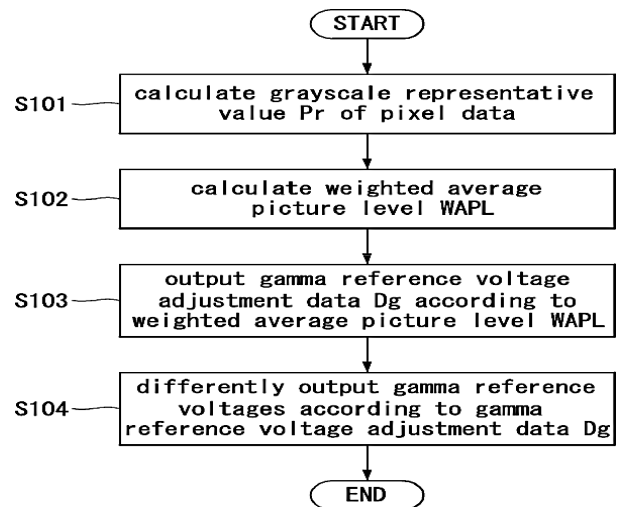 START
S101
calculate grayscale representative
value Pr of pixel data
S102
calculate weighted average
picture level WAPL
S103
output gamma reference voltage
adjustment data Dg according to
weighted average picture level WAPL
S104
differently output gamma reference
voltages according to gamma
reference voltage adjustment data Dg
END